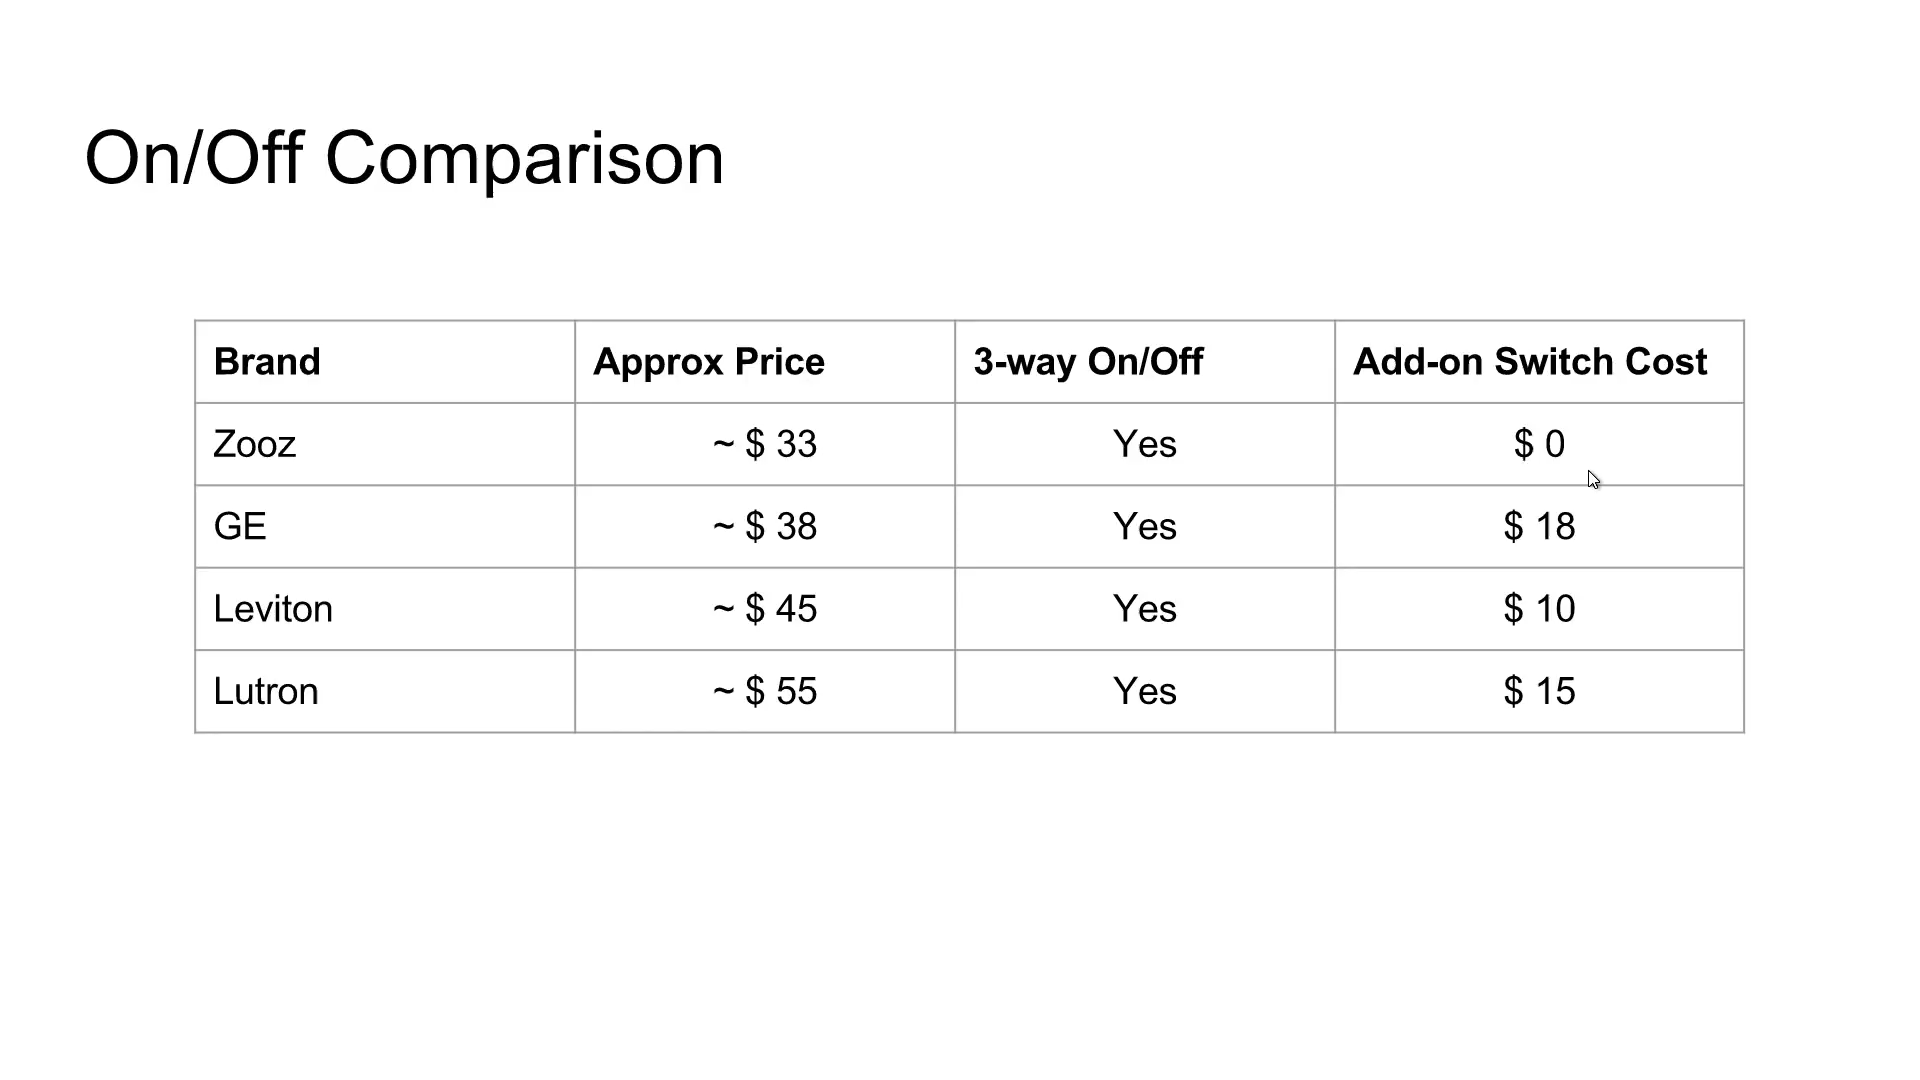 On/Off Comparison
Brand Approx Price 3-way On/Off Add-on Switch Cost
Zooz ~ $ 33 Yes $ 0
GE ~ $ 38 Yes $ 18
Leviton ~ $ 45 Yes $ 10
Lutron ~ $ 55 Yes $ 15